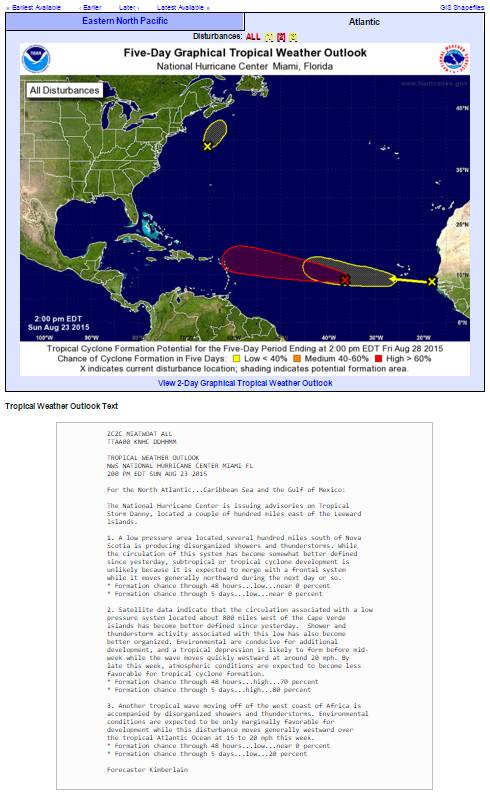 « Earliest Available ‹ Earlier Later › Latest Available » GIS Shapefiles
Eastern North Pacific Atlantic
Disturbances: ALL [1] [2] [3]
Five-Day Graphical Tropical Weather Outlook
National Hurricane Center Miami, Florida
NOAA
www.hurricanes.gov
All Disturbances
45°N
35°N
25°N
15°N
5°N
2:00 pm EDT
Sun Aug 23 2015
100°W 90°W 80°W 70°W 60°W 50°W 40°W 30°W 20°W
Tropical Cyclone Formation Potential for the Five-Day Period Ending at 2:00 pm EDT Fri Aug 28 2015
Chance of Cyclone Formation in Five Days: Low < 40% Medium 40-60% High > 60%
X indicates current disturbance location; shading indicates potential formation area.
View 2-Day Graphical Tropical Weather Outlook
Tropical Weather Outlook Text
ZCZC MIATWOAT ALL
TTAA00 KNHC DDHHMM
TROPICAL WEATHER OUTLOOK
NWS NATIONAL HURRICANE CENTER MIAMI FL
200 PM EDT SUN AUG 23 2015
For the North Atlantic...Caribbean Sea and the Gulf of Mexico:
The National Hurricane Center is issuing advisories on Tropical
Storm Danny, located a couple of hundred miles east of the Leeward
Islands.
1. A low pressure area located several hundred miles south of Nova
Scotia is producing disorganized showers and thunderstorms. While
the circulation of this system has become somewhat better defined
since yesterday, subtropical or tropical cyclone development is
unlikely because it is expected to merge with a frontal system
while it moves generally northward during the next day or so.
* Formation chance through 48 hours...low...near 0 percent
* Formation chance through 5 days...low...near 0 percent
2. Satellite data indicate that the circulation associated with a low
pressure system located about 800 miles west of the Cape Verde
Islands has become better defined since yesterday. Shower and
thunderstorm activity associated with this low has also become
better organized. Environmental are conducive for additional
development, and a tropical depression is likely to form before mid-
week while the wave moves quickly westward at around 20 mph. By
late this week, atmospheric conditions are expected to become less
favorable for tropical cyclone formation.
* Formation chance through 48 hours...high...70 percent
* Formation chance through 5 days...high...80 percent
3. Another tropical wave moving off of the west coast of Africa is
accompanied by disorganized showers and thunderstorms. Environmental
conditions are expected to be only marginally favorable for
development while this disturbance moves generally westward over
the tropical Atlantic Ocean at 15 to 20 mph this week.
* Formation chance through 48 hours...low...near 0 percent
* Formation chance through 5 days...low...20 percent
Forecaster Kimberlain